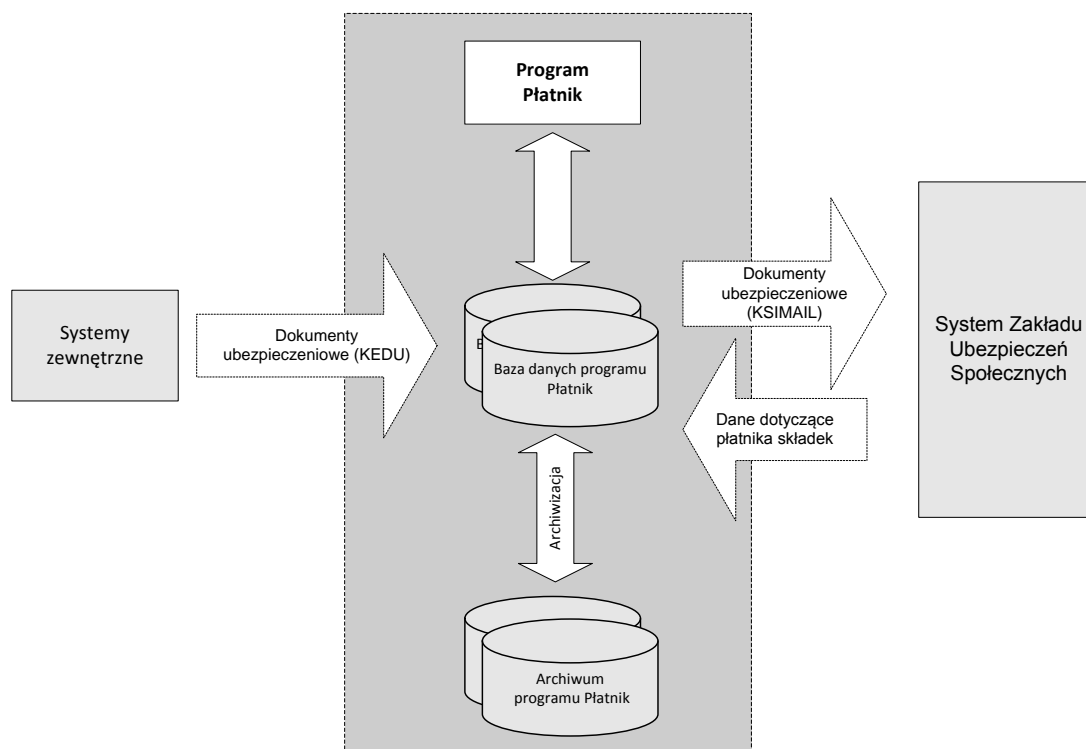 Program
Płatnik
Systemy
zewnętrzne
Dokumenty
ubezpieczeniowe (KEDU)
Baza danych programu
Płatnik
Dokumenty
ubezpieczeniowe
(KSIMAIL)
Dane dotyczące
płatnika składek
System Zakładu
Ubezpieczeń
Społecznych
Archiwizacja
Archiwum
programu Płatnik